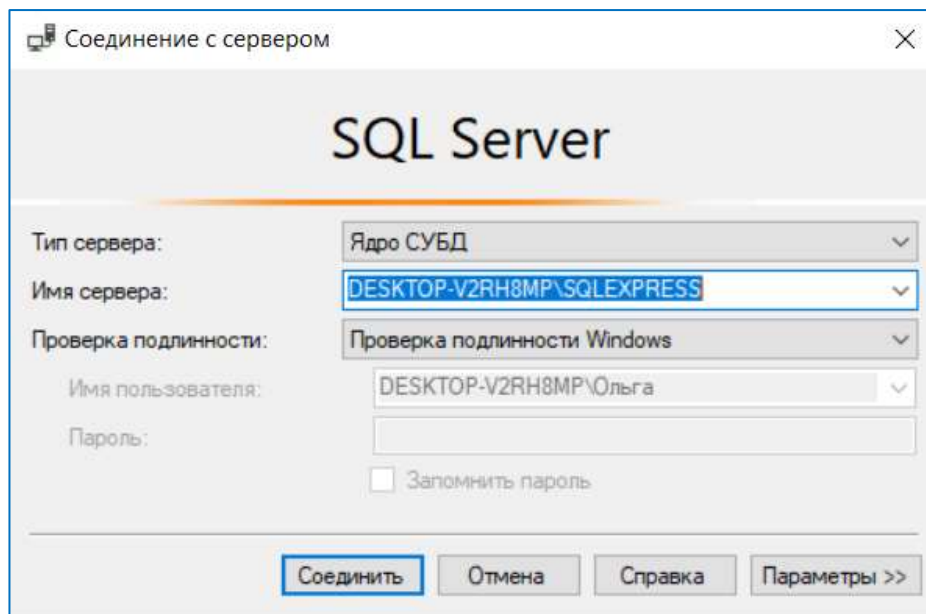 Соединение с сервером
SQL Server
Тип сервера: Ядро СУБД
Имя сервера: DESKTOP-V2RH8MP\SQLEXPRESS
Проверка подлинности: Проверка подлинности Windows
Имя пользователя: DESKTOP-V2RH8MP\Ольга
Пароль:
Запомнить пароль
Соединить Отмена Справка Параметры >>